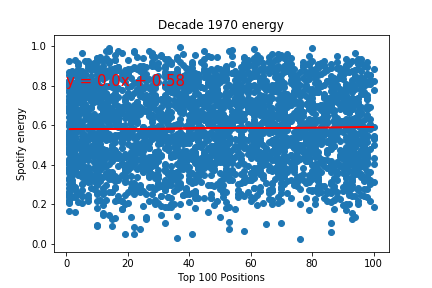 Decade 1970 energy
y = 0.0x + 0.58
Spotify energy
1.0
0.8
0.6
0.4
0.2
0.0
0 20 40 60 80 100
Top 100 Positions